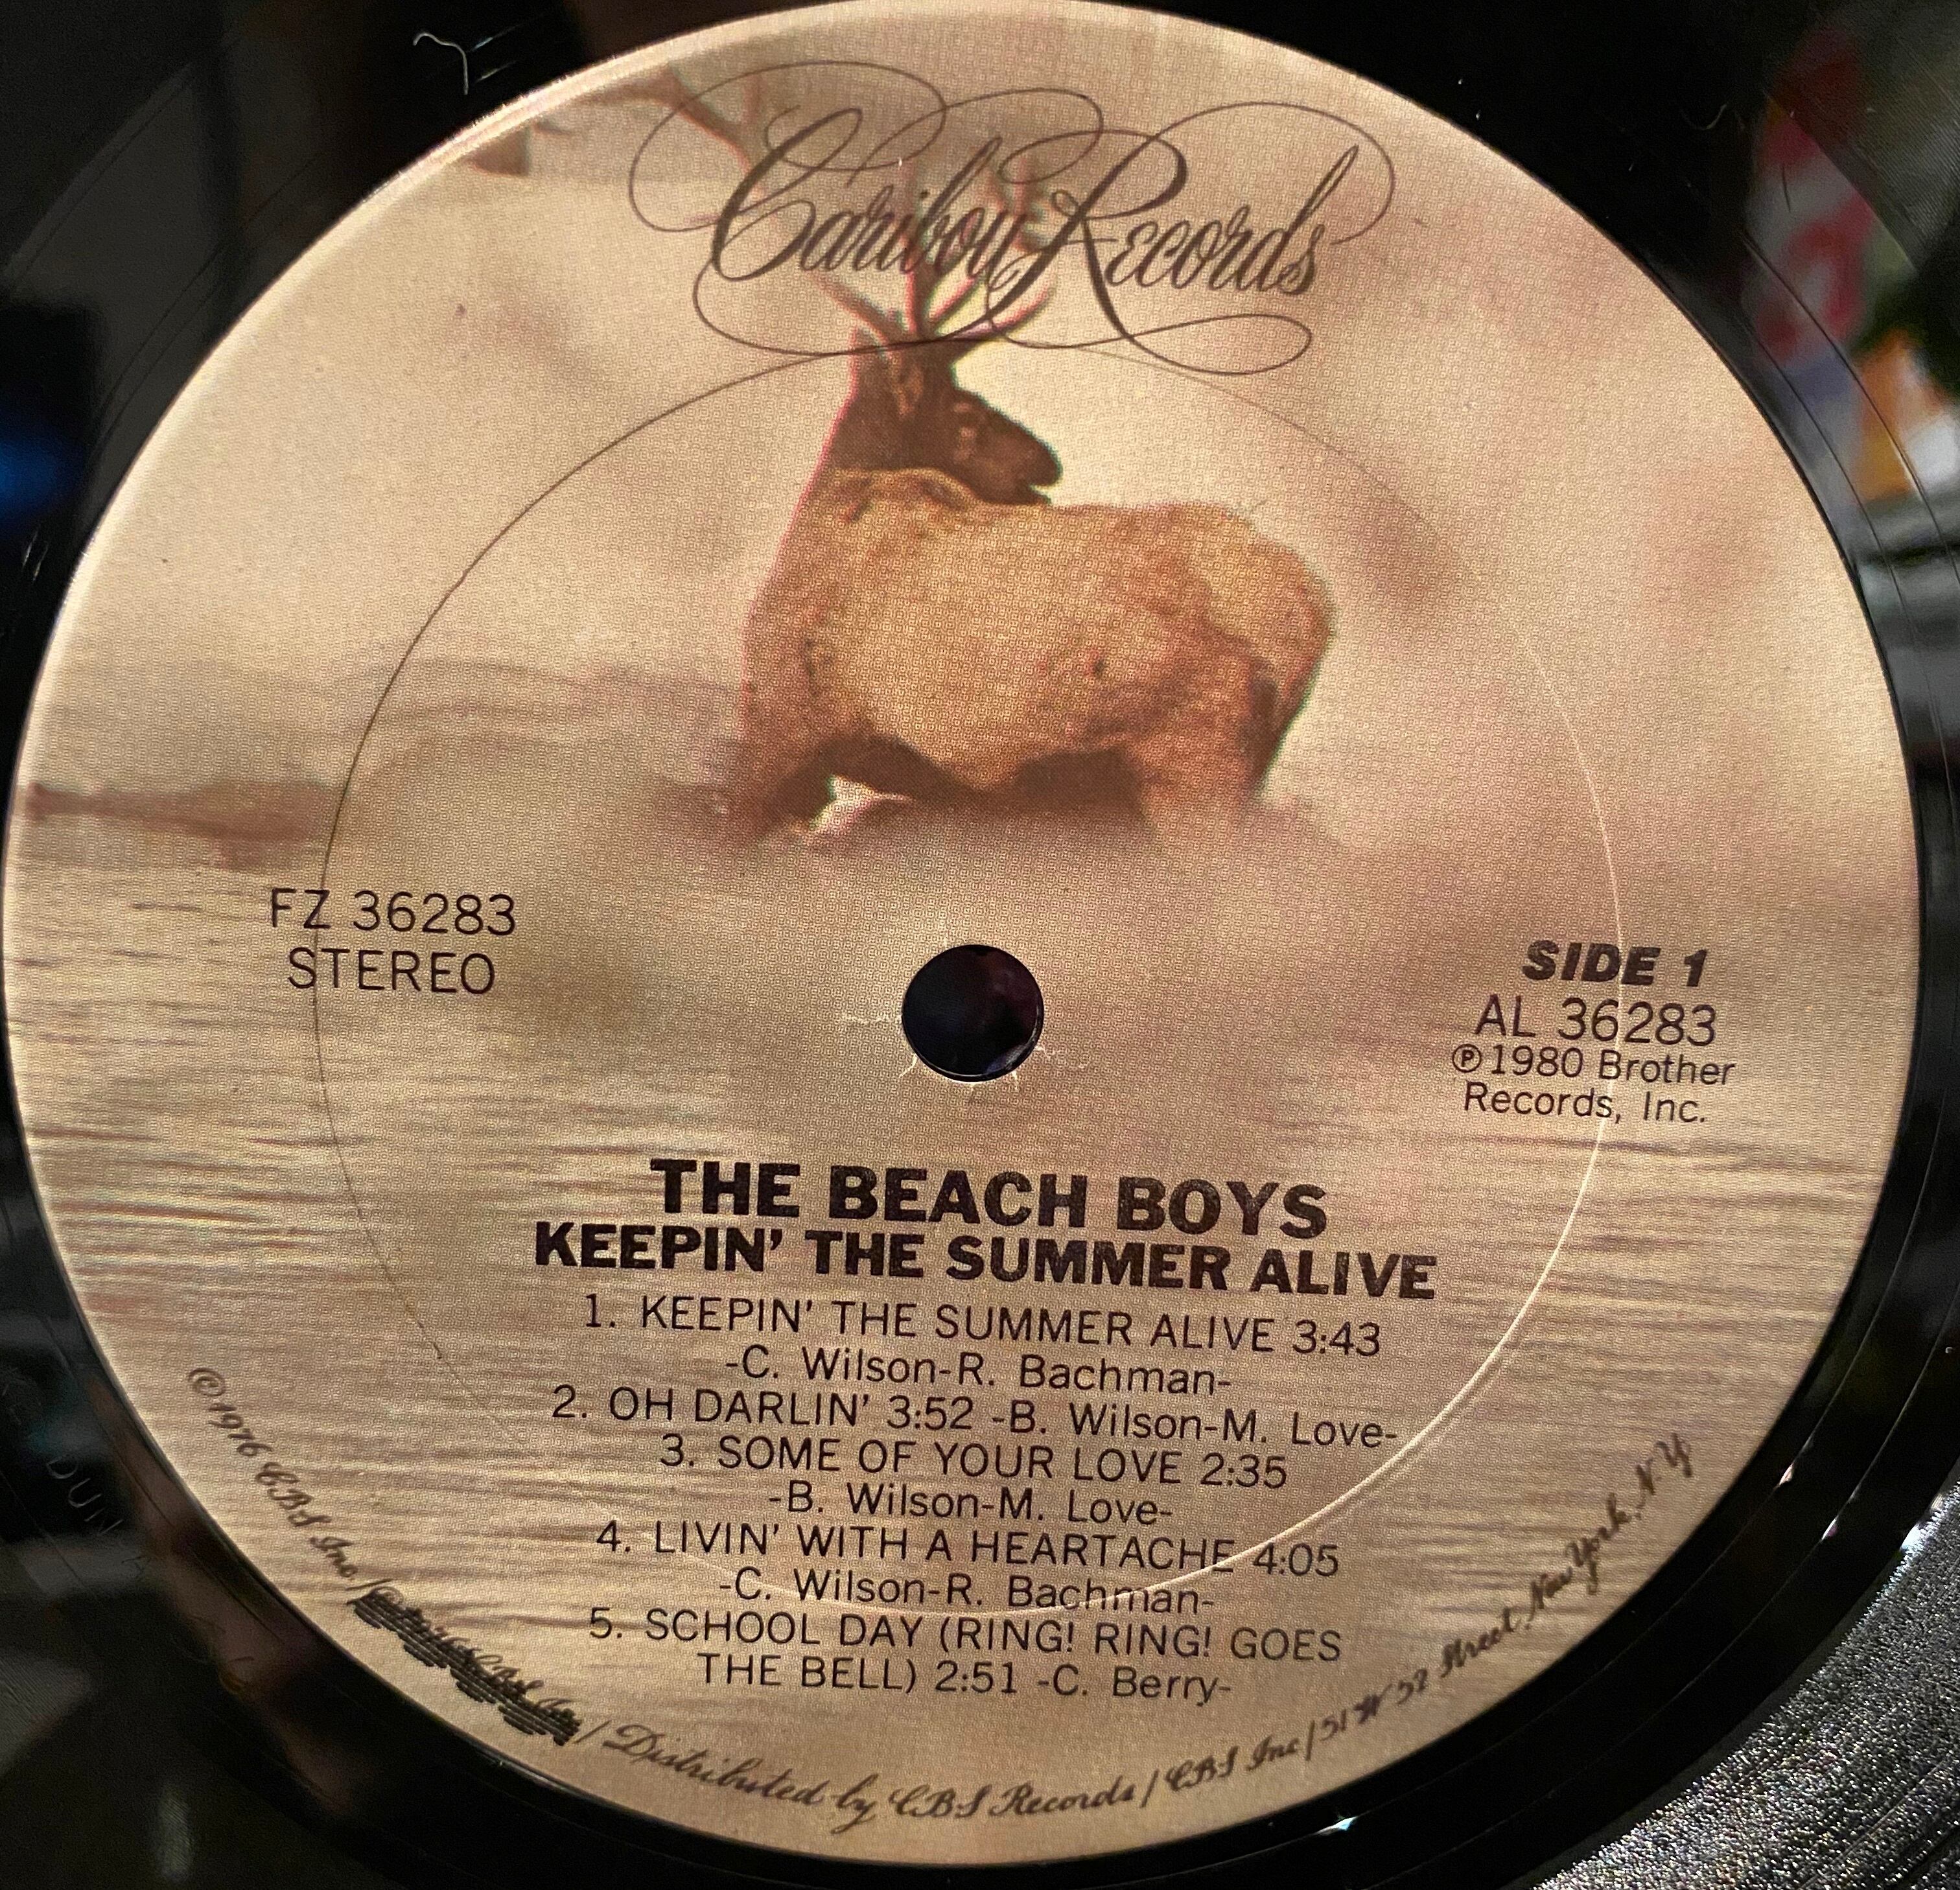 Caribou Records
FZ 36283
STEREO
SIDE 1
AL 36283
℗1980 Brother
Records, Inc.
THE BEACH BOYS
KEEPIN' THE SUMMER ALIVE
1. KEEPIN' THE SUMMER ALIVE 3:43
-C. Wilson-R. Bachman-
2. OH DARLIN' 3:52 -B. Wilson-M. Love-
3. SOME OF YOUR LOVE 2:35
-B. Wilson-M. Love-
4. LIVIN' WITH A HEARTACHE 4:05
-C. Wilson-R. Bachman-
5. SCHOOL DAY (RING! RING! GOES
THE BELL) 2:51 -C. Berry-
©1976 CBS Inc. / / Distributed by CBS Records / CBS Inc / 51 W 52 Street, New York, N.Y.